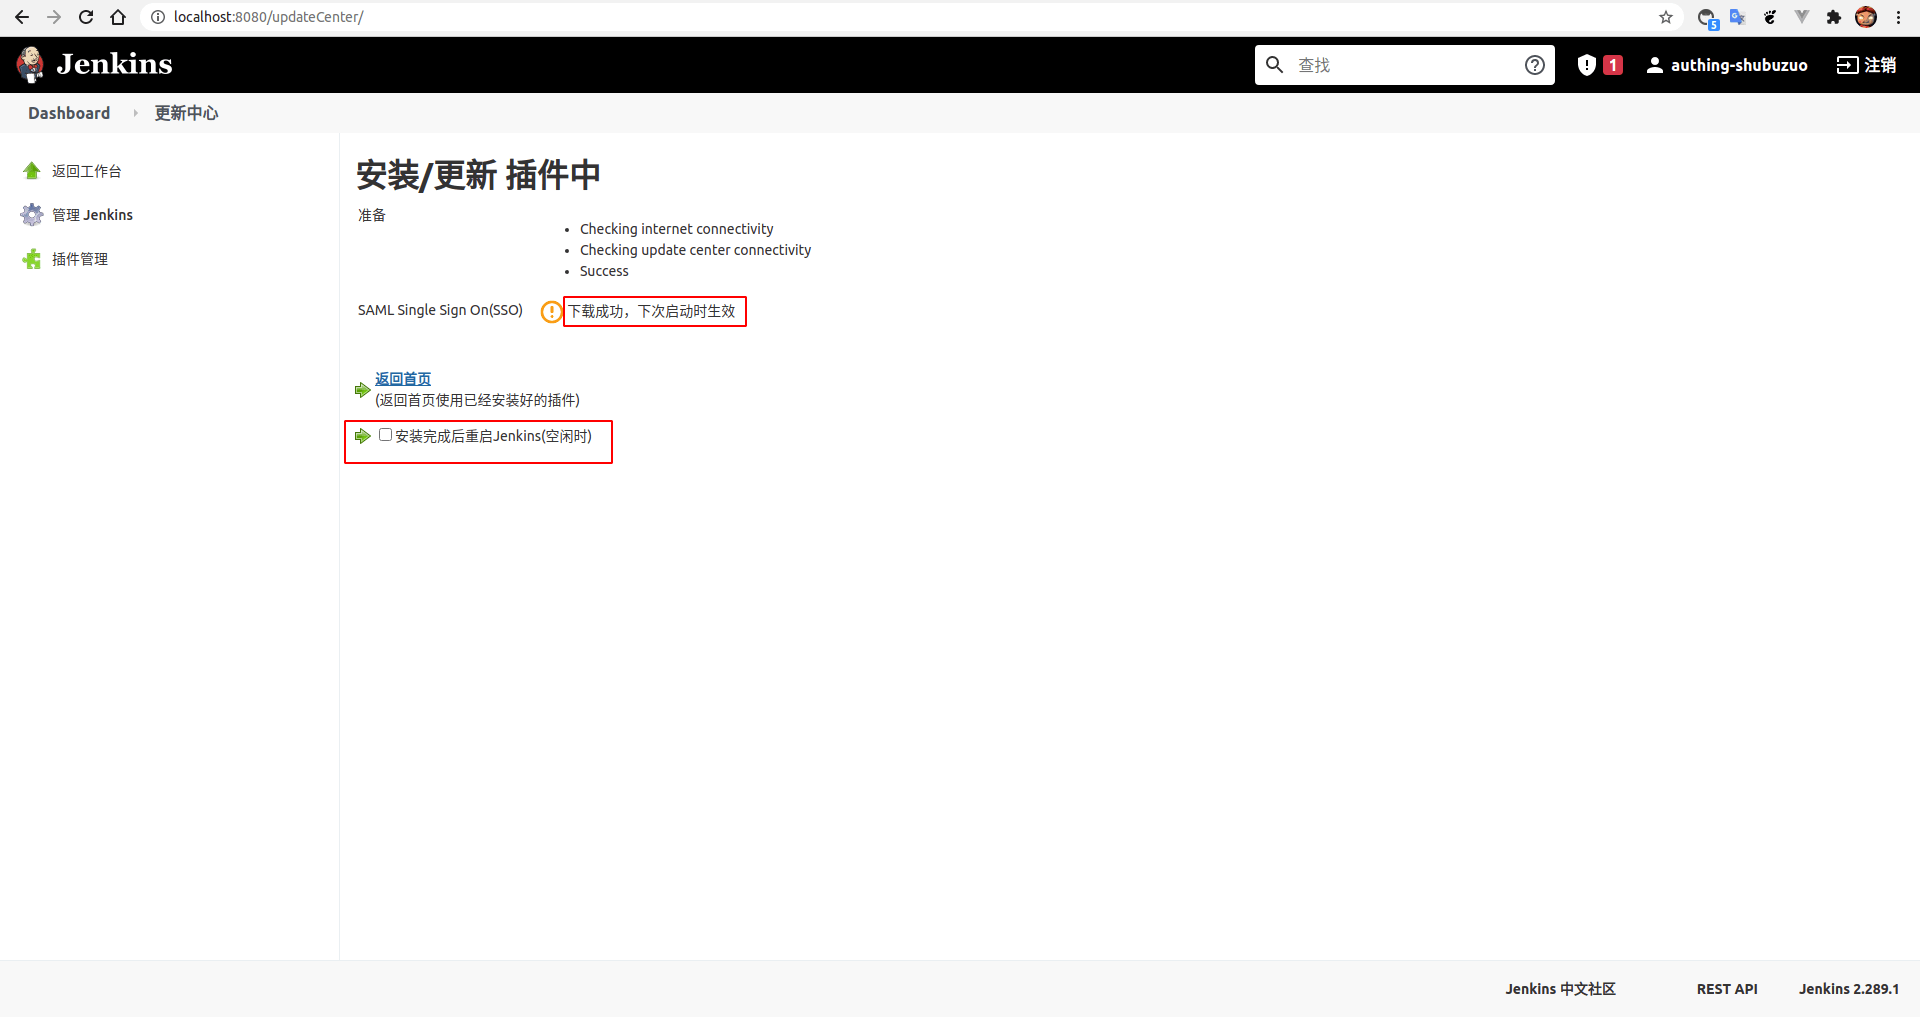 localhost:8080/updateCenter/
5
Jenkins
查找
1
authing-shubuzuo
注销
Dashboard
更新中心
返回工作台
管理 Jenkins
插件管理
安装/更新 插件中
准备
Checking internet connectivity
Checking update center connectivity
Success
SAML Single Sign On(SSO)
下载成功，下次启动时生效
返回首页
(返回首页使用已经安装好的插件)
安装完成后重启Jenkins(空闲时)
Jenkins 中文社区
REST API
Jenkins 2.289.1